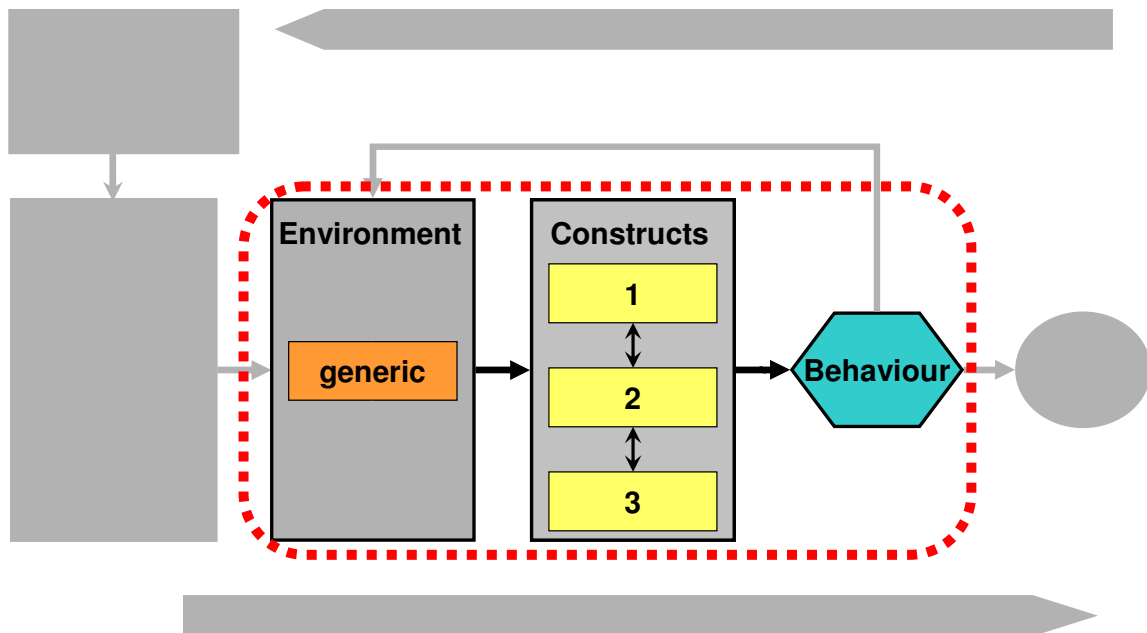 Environment
generic
Constructs
1
2
3
Behaviour